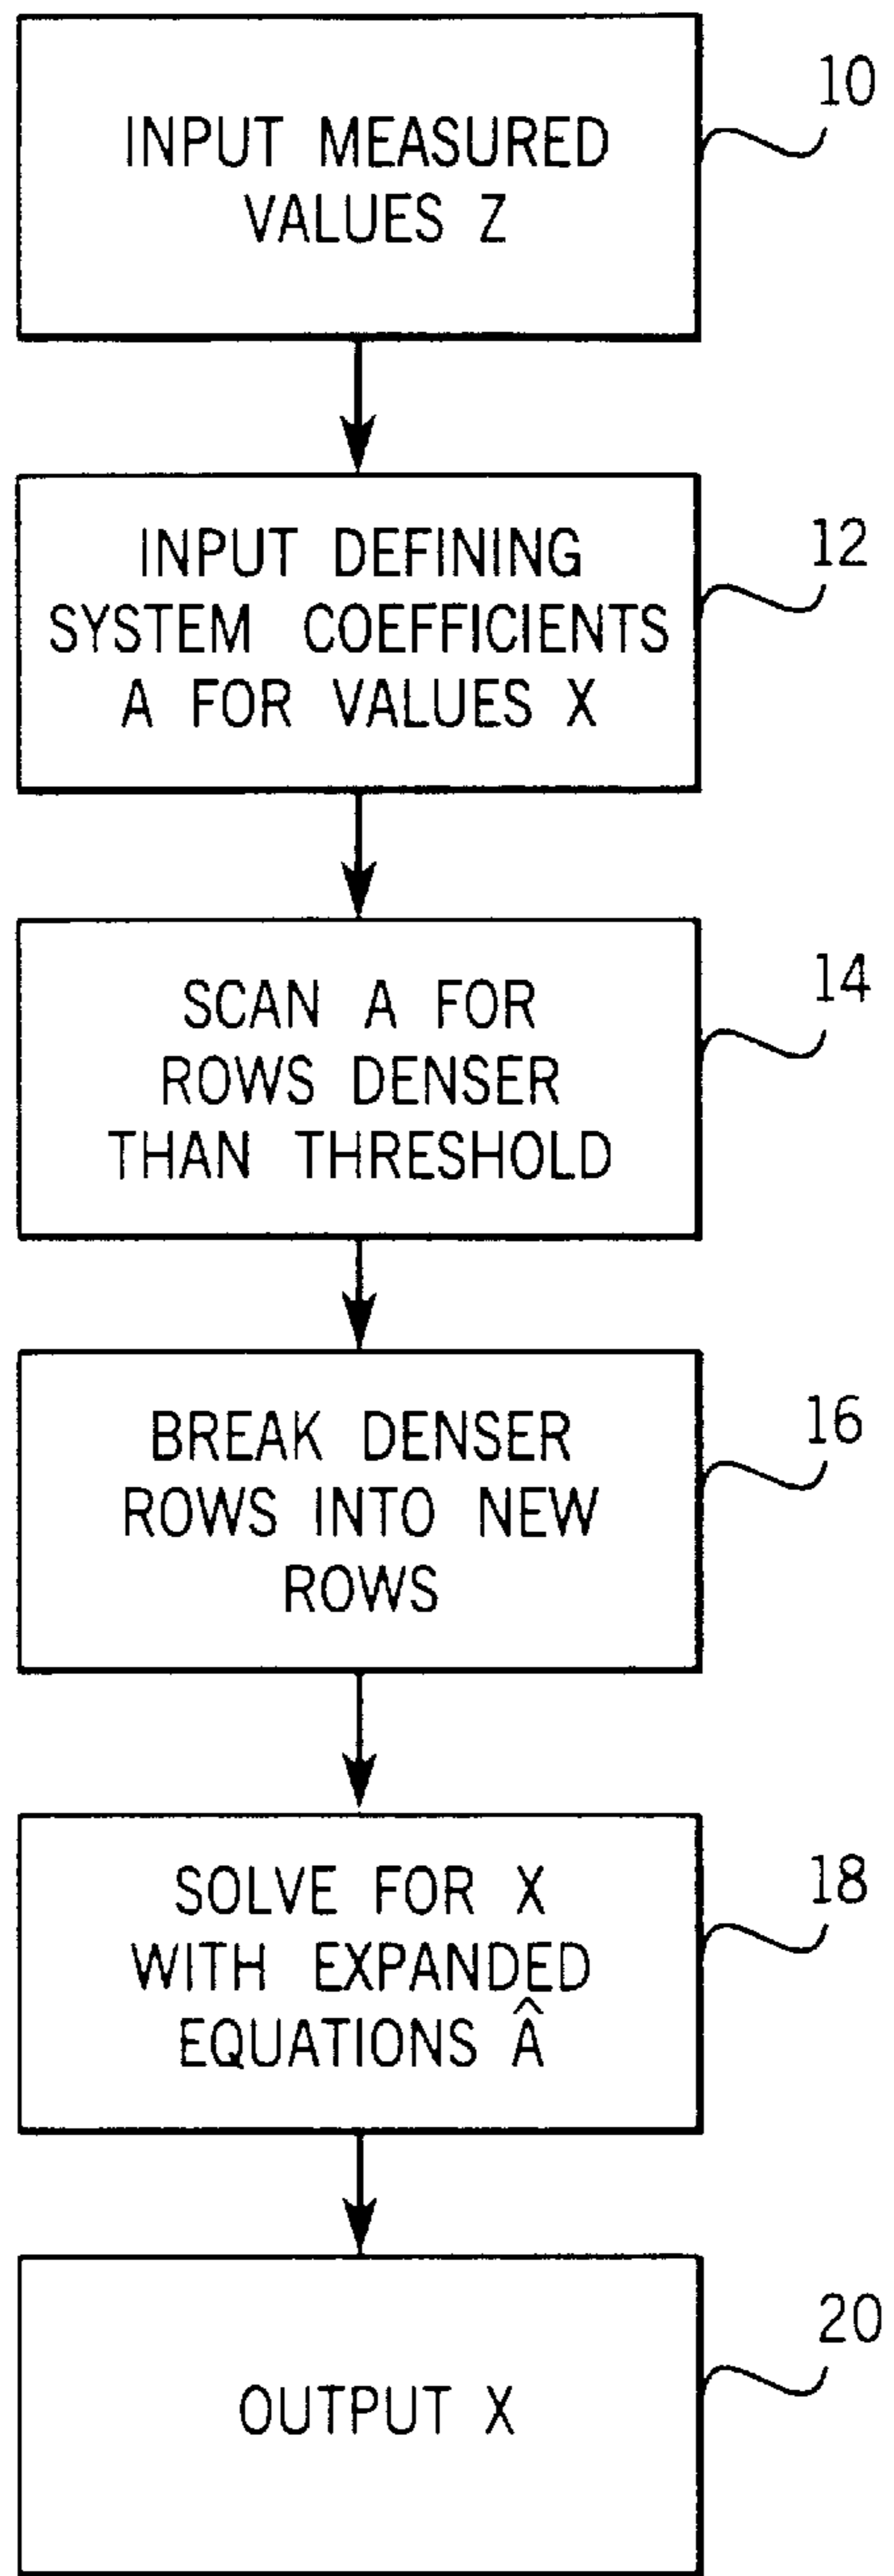 10
INPUT MEASURED
VALUES Z
12
INPUT DEFINING
SYSTEM COEFFICIENTS
A FOR VALUES X
14
SCAN A FOR
ROWS DENSER
THAN THRESHOLD
16
BREAK DENSER
ROWS INTO NEW
ROWS
18
SOLVE FOR X
WITH EXPANDED
EQUATIONS Â
20
OUTPUT X